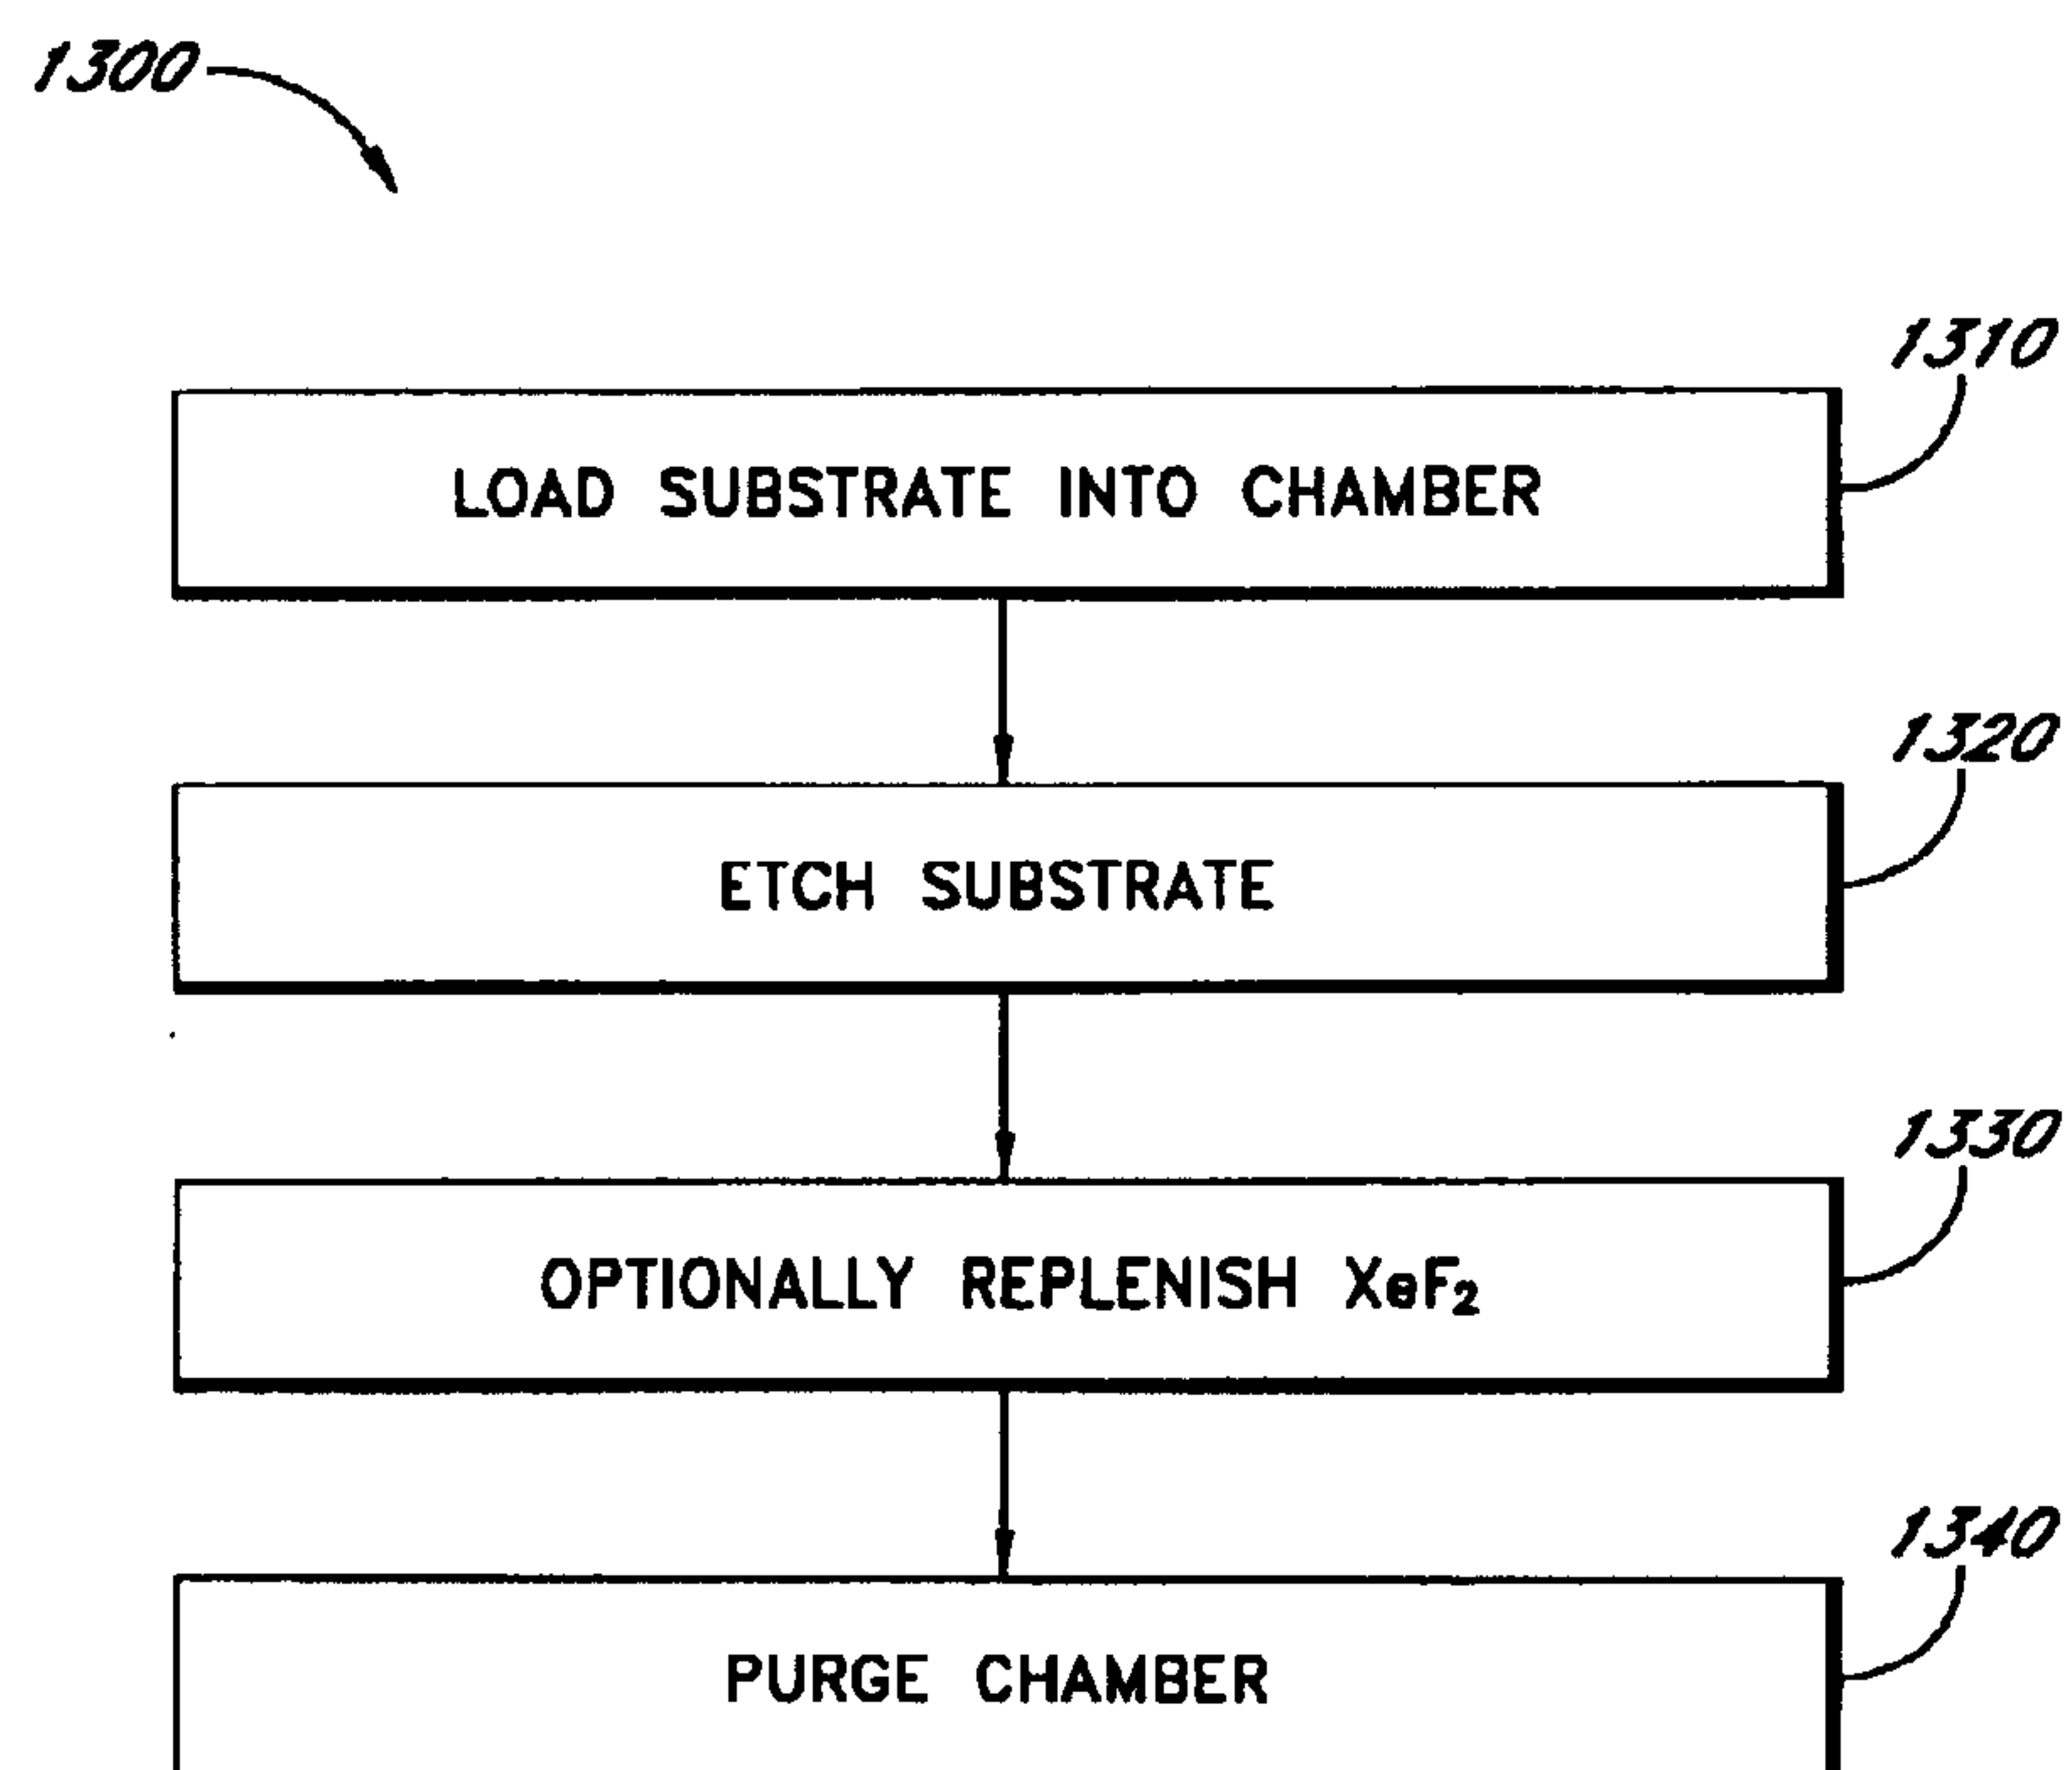 1300
1310
LOAD SUBSTRATE INTO CHAMBER
1320
ETCH SUBSTRATE
1330
OPTIONALLY REPLENISH XeF₂
1340
PURGE CHAMBER